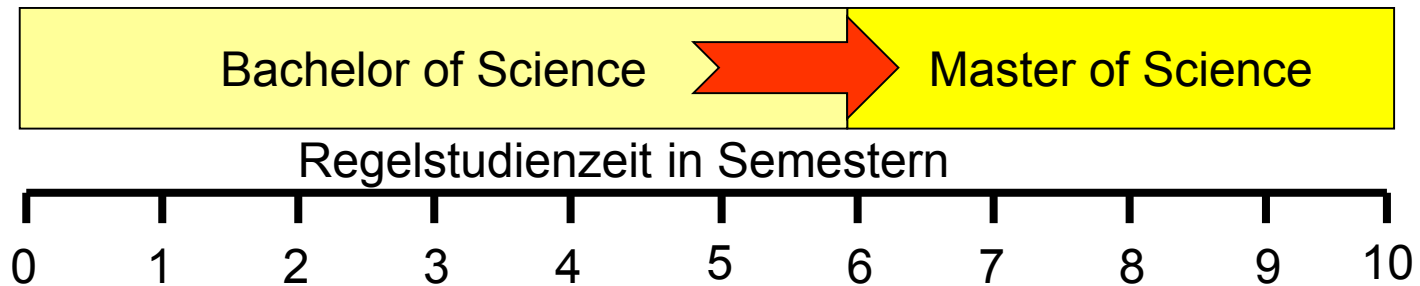 Bachelor of Science Master of Science
Regelstudienzeit in Semestern
0 1 2 3 4 5 6 7 8 9 10